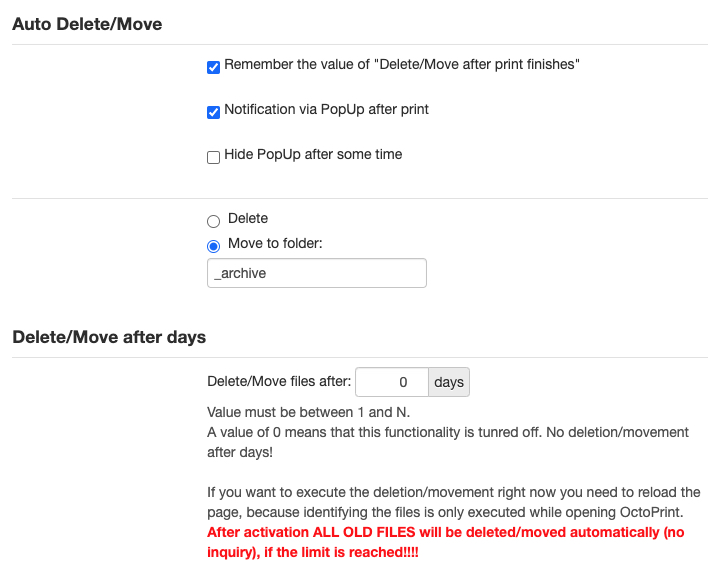 Auto Delete/Move
Remember the value of "Delete/Move after print finishes"
Notification via PopUp after print
Hide PopUp after some time
Delete
Move to folder:
_archive
Delete/Move after days
Delete/Move files after: 0 days
Value must be between 1 and N.
A value of 0 means that this functionality is tunred off. No deletion/movement
after days!
If you want to execute the deletion/movement right now you need to reload the
page, because identifying the files is only executed while opening OctoPrint.
After activation ALL OLD FILES will be deleted/moved automatically (no
inquiry), if the limit is reached!!!!